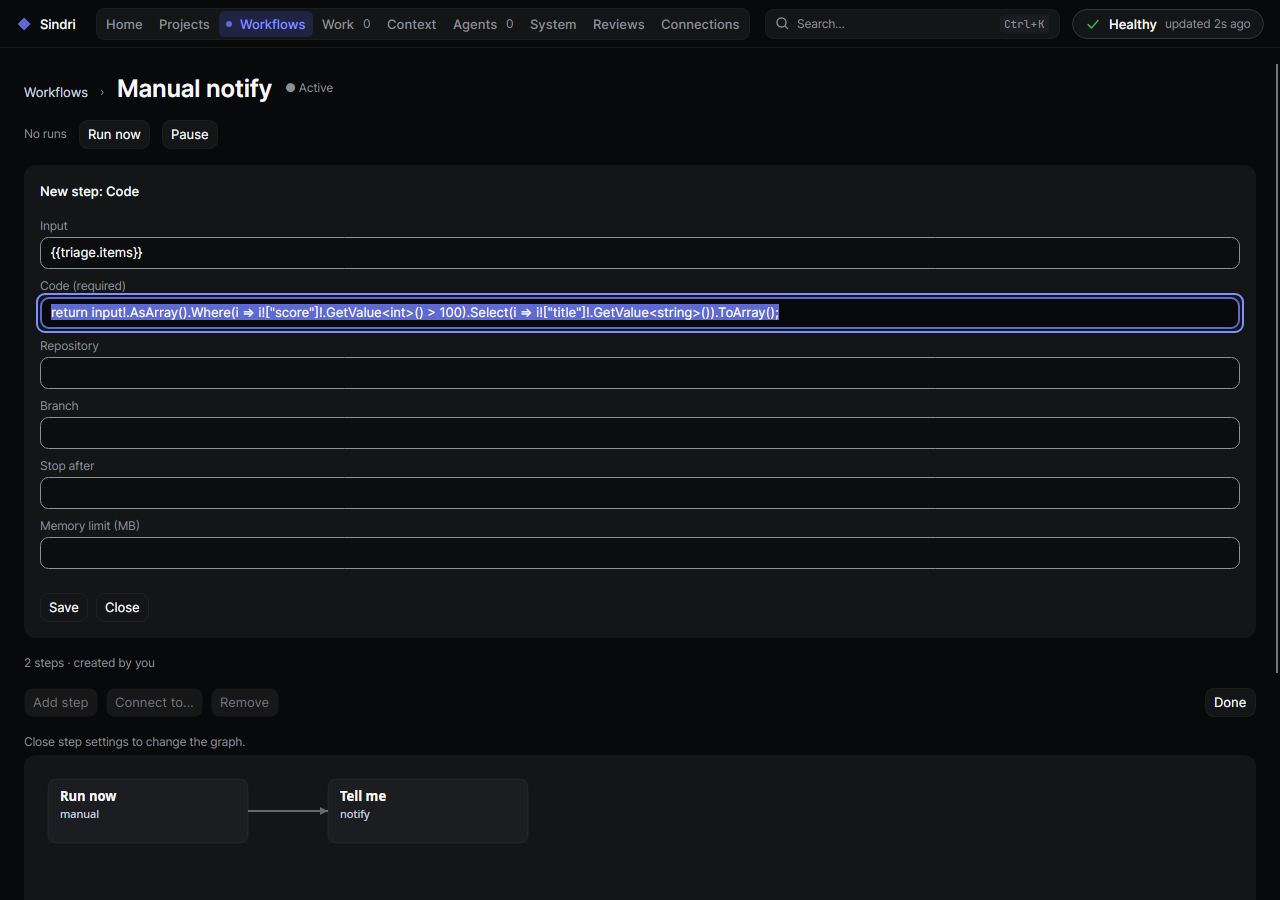 Sindri
Home Projects Workflows Work 0 Context Agents 0 System Reviews Connections
Search... Ctrl+K
Healthy updated 2s ago
Workflows › Manual notify Active
No runs Run now Pause
New step: Code
Input
{{triage.items}}
Code (required)
return input!.AsArray().Where(i => i!["score"]!.GetValue<int>() > 100).Select(i => i!["title"]!.GetValue<string>()).ToArray();
Repository
Branch
Stop after
Memory limit (MB)
Save Close
2 steps · created by you
Add step Connect to... Remove Done
Close step settings to change the graph.
Run now
manual
Tell me
notify